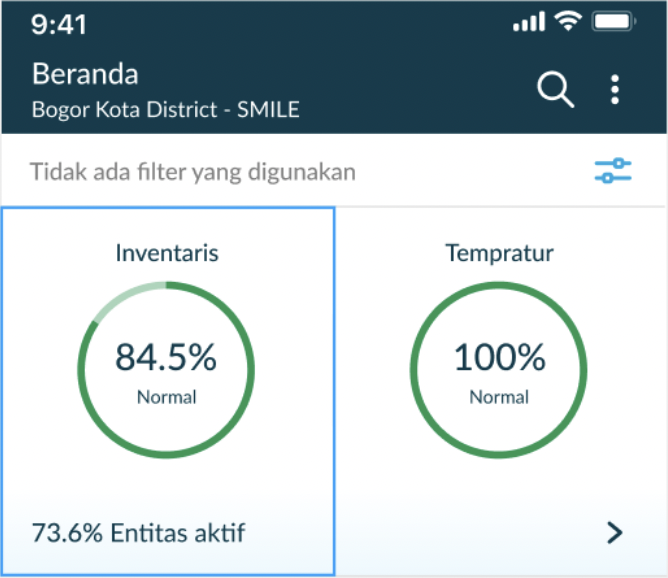 9:41
Beranda
Bogor Kota District - SMILE
Tidak ada filter yang digunakan
Inventaris
84.5%
Normal
Tempratur
100%
Normal
73.6% Entitas aktif